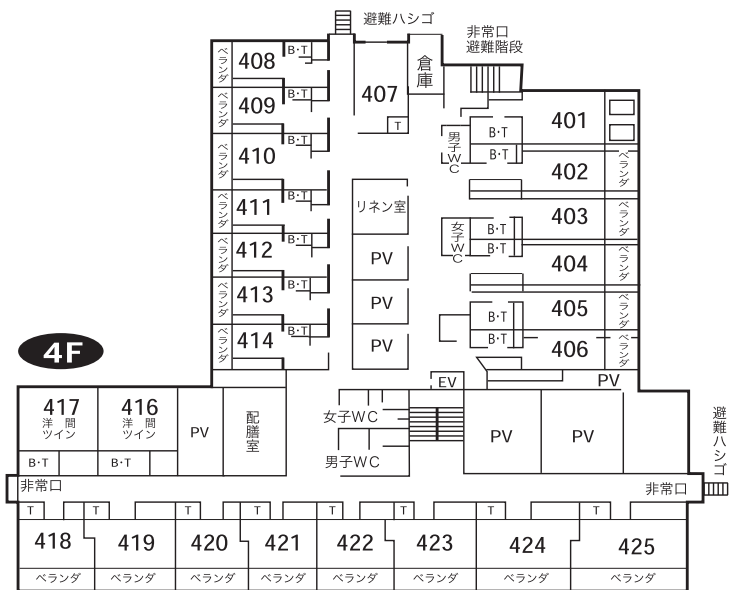 避難ハシゴ
非常口
避難階段
倉庫
ベランダ
408
B·T
407
T
ベランダ
409
B·T
ベランダ
410
B·T
ベランダ
411
B·T
ベランダ
412
B·T
ベランダ
413
B·T
ベランダ
414
B·T
リネン室
PV
PV
PV
男子WC
B·T
401
B·T
402
ベランダ
403
ベランダ
女子WC
B·T
B·T
404
ベランダ
405
ベランダ
B·T
B·T
406
ベランダ
4F
EV
PV
417
洋間
ツイン
416
洋間
ツイン
PV
配膳室
女子WC
男子WC
PV
PV
避難ハシゴ
B·T
B·T
非常口
非常口
T
T
T
T
T
T
T
T
418
419
420
421
422
423
424
425
ベランダ
ベランダ
ベランダ
ベランダ
ベランダ
ベランダ
ベランダ
ベランダ